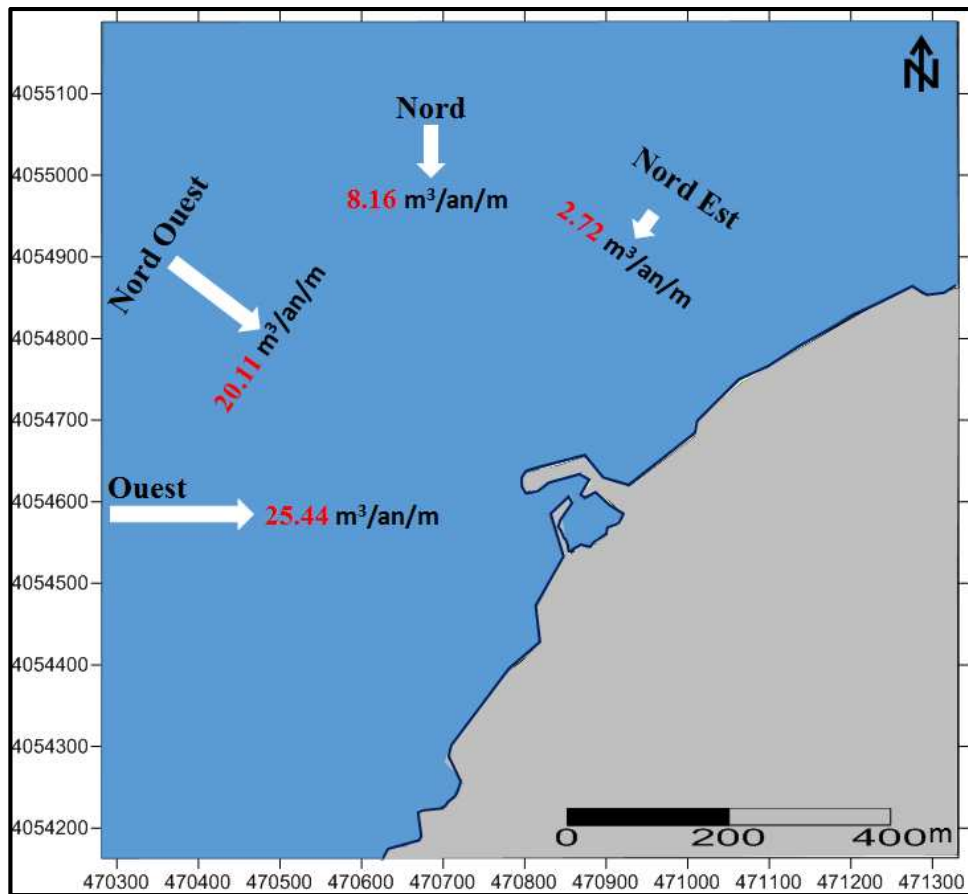 N
4055100
4055000
4054900
4054800
4054700
4054600
4054500
4054400
4054300
4054200
Nord
8.16 m³/an/m
Nord Est
2.72 m³/an/m
Nord Ouest
20.11 m³/an/m
Ouest
25.44 m³/an/m
0 200 400m
470300 470400 470500 470600 470700 470800 470900 471000 471100 471200 471300